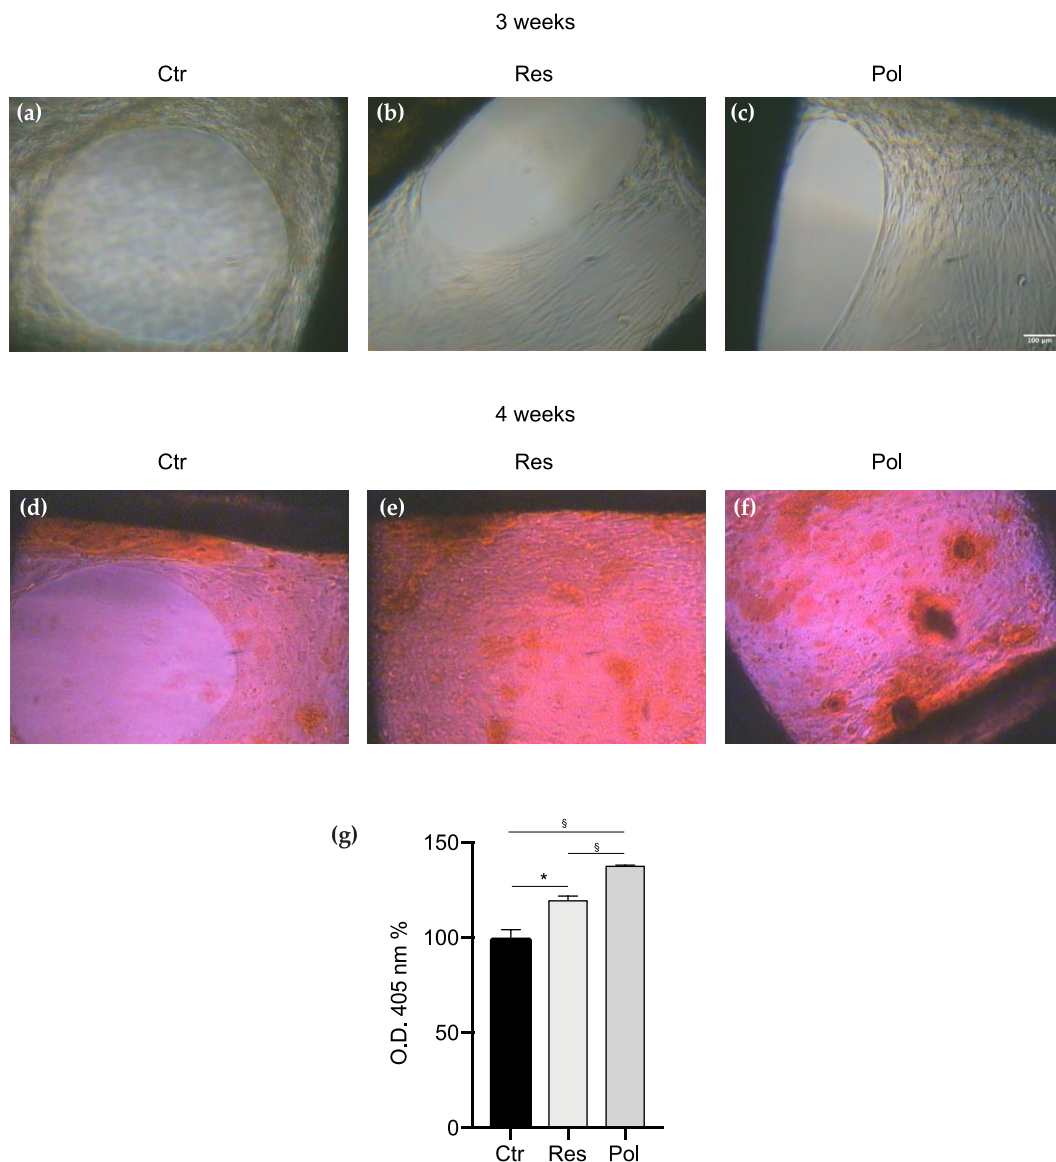 3 weeks
Ctr Res Pol
(a) (b) (c)
100 μm
4 weeks
Ctr Res Pol
(d) (e) (f)
(g)
§
§
*
150
100
50
0
O.D. 405 nm %
Ctr Res Pol